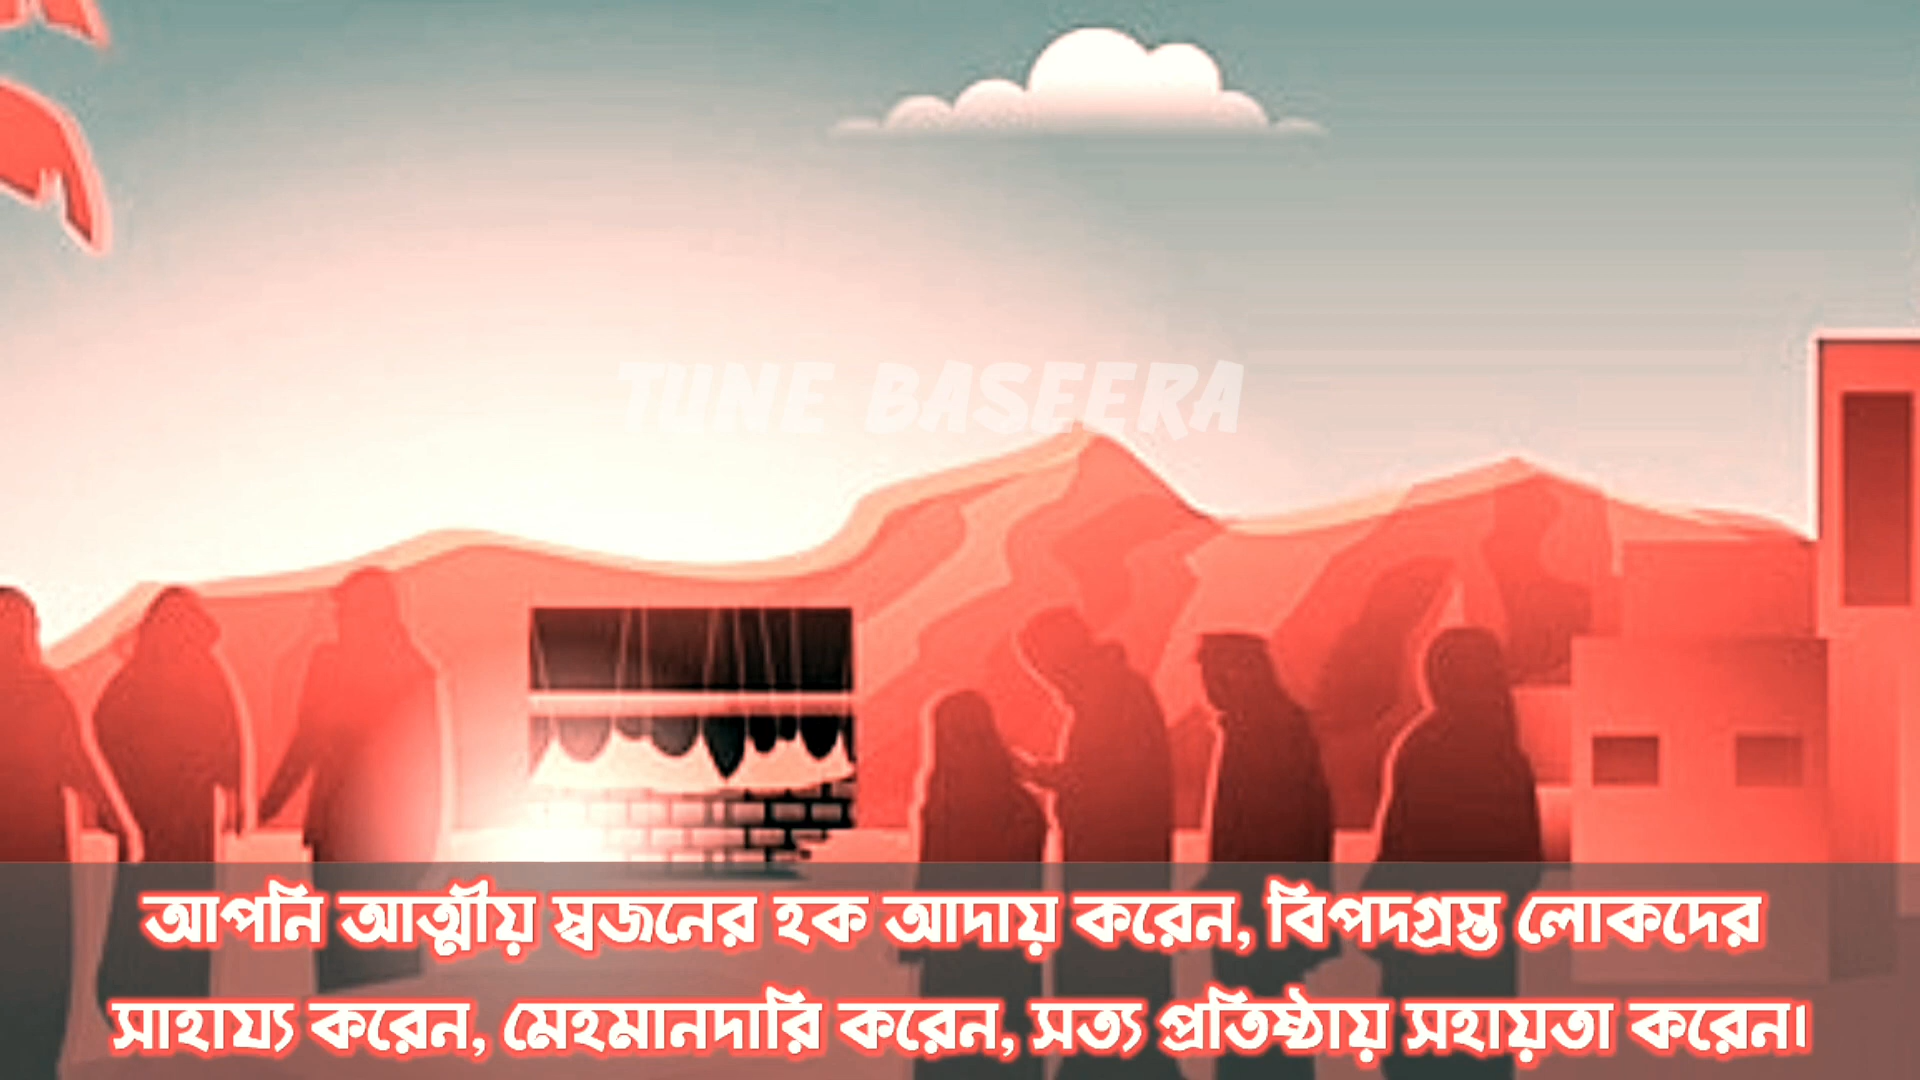 TUNE BASEERA
আপনি আত্মীয় স্বজনের হক আদায় করেন, বিপদগ্রস্ত লোকদের
সাহায্য করেন, মেহমানদারি করেন, সত্য প্রতিষ্ঠায় সহায়তা করেন।